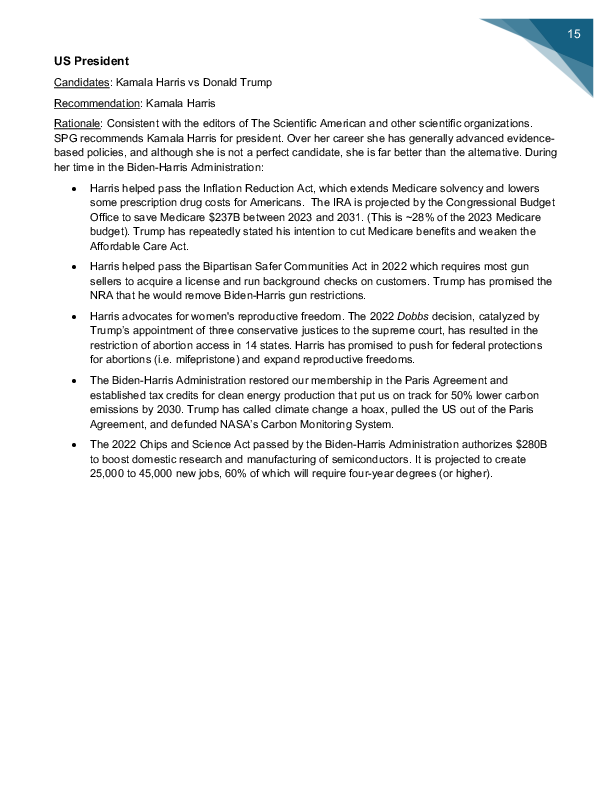 15
US President
Candidates: Kamala Harris vs Donald Trump
Recommendation: Kamala Harris
Rationale: Consistent with the editors of The Scientific American and other scientific organizations.
SPG recommends Kamala Harris for president. Over her career she has generally advanced evidence-
based policies, and although she is not a perfect candidate, she is far better than the alternative. During
her time in the Biden-Harris Administration:
• Harris helped pass the Inflation Reduction Act, which extends Medicare solvency and lowers
some prescription drug costs for Americans. The IRA is projected by the Congressional Budget
Office to save Medicare $237B between 2023 and 2031. (This is ~28% of the 2023 Medicare
budget). Trump has repeatedly stated his intention to cut Medicare benefits and weaken the
Affordable Care Act.
• Harris helped pass the Bipartisan Safer Communities Act in 2022 which requires most gun
sellers to acquire a license and run background checks on customers. Trump has promised the
NRA that he would remove Biden-Harris gun restrictions.
• Harris advocates for women's reproductive freedom. The 2022 Dobbs decision, catalyzed by
Trump's appointment of three conservative justices to the supreme court, has resulted in the
restriction of abortion access in 14 states. Harris has promised to push for federal protections
for abortions (i.e. mifepristone) and expand reproductive freedoms.
• The Biden-Harris Administration restored our membership in the Paris Agreement and
established tax credits for clean energy production that put us on track for 50% lower carbon
emissions by 2030. Trump has called climate change a hoax, pulled the US out of the Paris
Agreement, and defunded NASA's Carbon Monitoring System.
• The 2022 Chips and Science Act passed by the Biden-Harris Administration authorizes $280B
to boost domestic research and manufacturing of semiconductors. It is projected to create
25,000 to 45,000 new jobs, 60% of which will require four-year degrees (or higher).